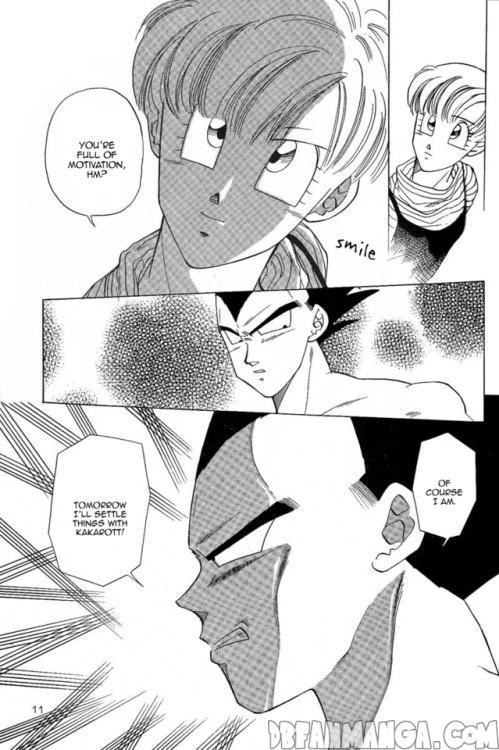 YOU'RE
FULL OF
MOTIVATION,
HM?
smile
OF
COURSE
I AM.
TOMORROW
I'LL SETTLE
THINGS WITH
KAKAROTT!
11
DBFANMANGA.COM